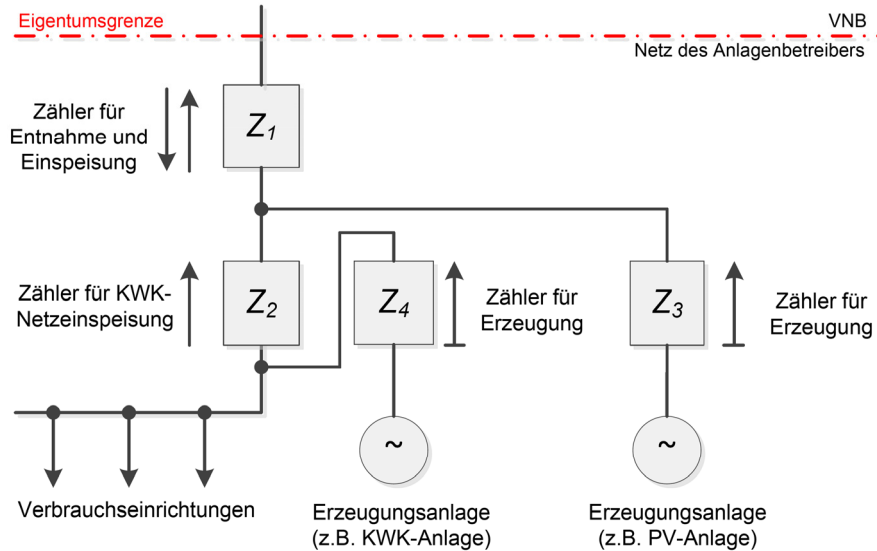 Eigentumsgrenze
VNB
Netz des Anlagenbetreibers
Zähler für
Entnahme und
Einspeisung
Z1
Zähler für KWK-
Netzeinspeisung
Z2
Z4
Zähler für
Erzeugung
Z3
Zähler für
Erzeugung
~
~
Verbrauchseinrichtungen
Erzeugungsanlage
(z.B. KWK-Anlage)
Erzeugungsanlage
(z.B. PV-Anlage)